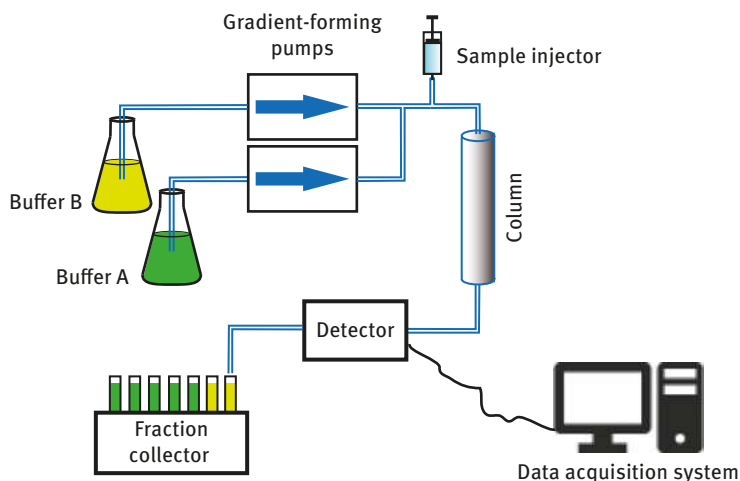 Gradient-forming
pumps
Sample injector
Buffer B
Column
Buffer A
Detector
Fraction
collector
Data acquisition system